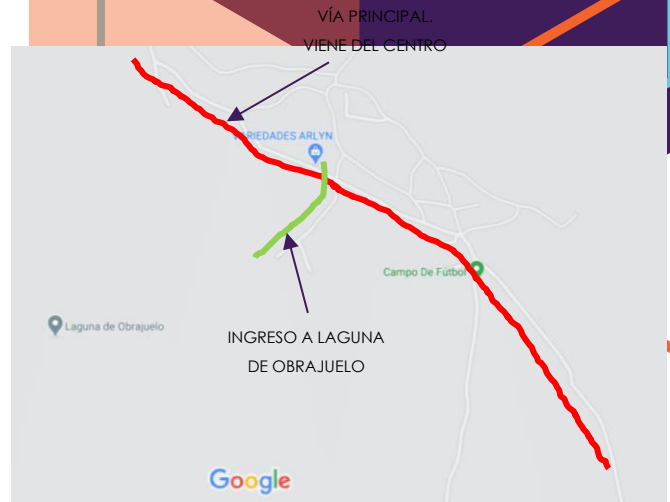 VÍA PRINCIPAL.
VIENE DEL CENTRO
VARIEDADES ARLYN
Campo De Fútbol
Laguna de Obrajuelo
INGRESO A LAGUNA
DE OBRAJUELO
Google